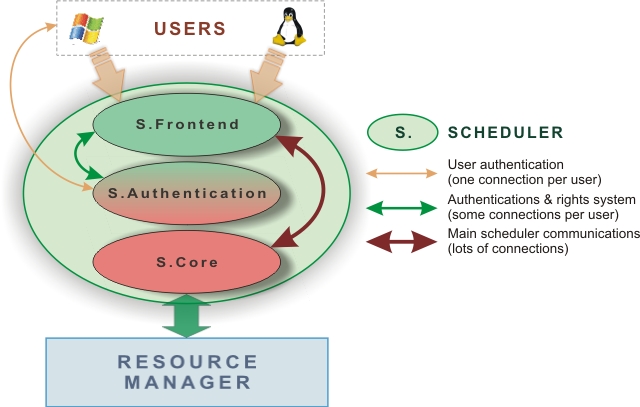 USERS
S.Frontend
S.Authentication
S.Core
RESOURCE
MANAGER
S. SCHEDULER
User authentication
(one connection per user)
Authentications & rights system
(some connections per user)
Main scheduler communications
(lots of connections)